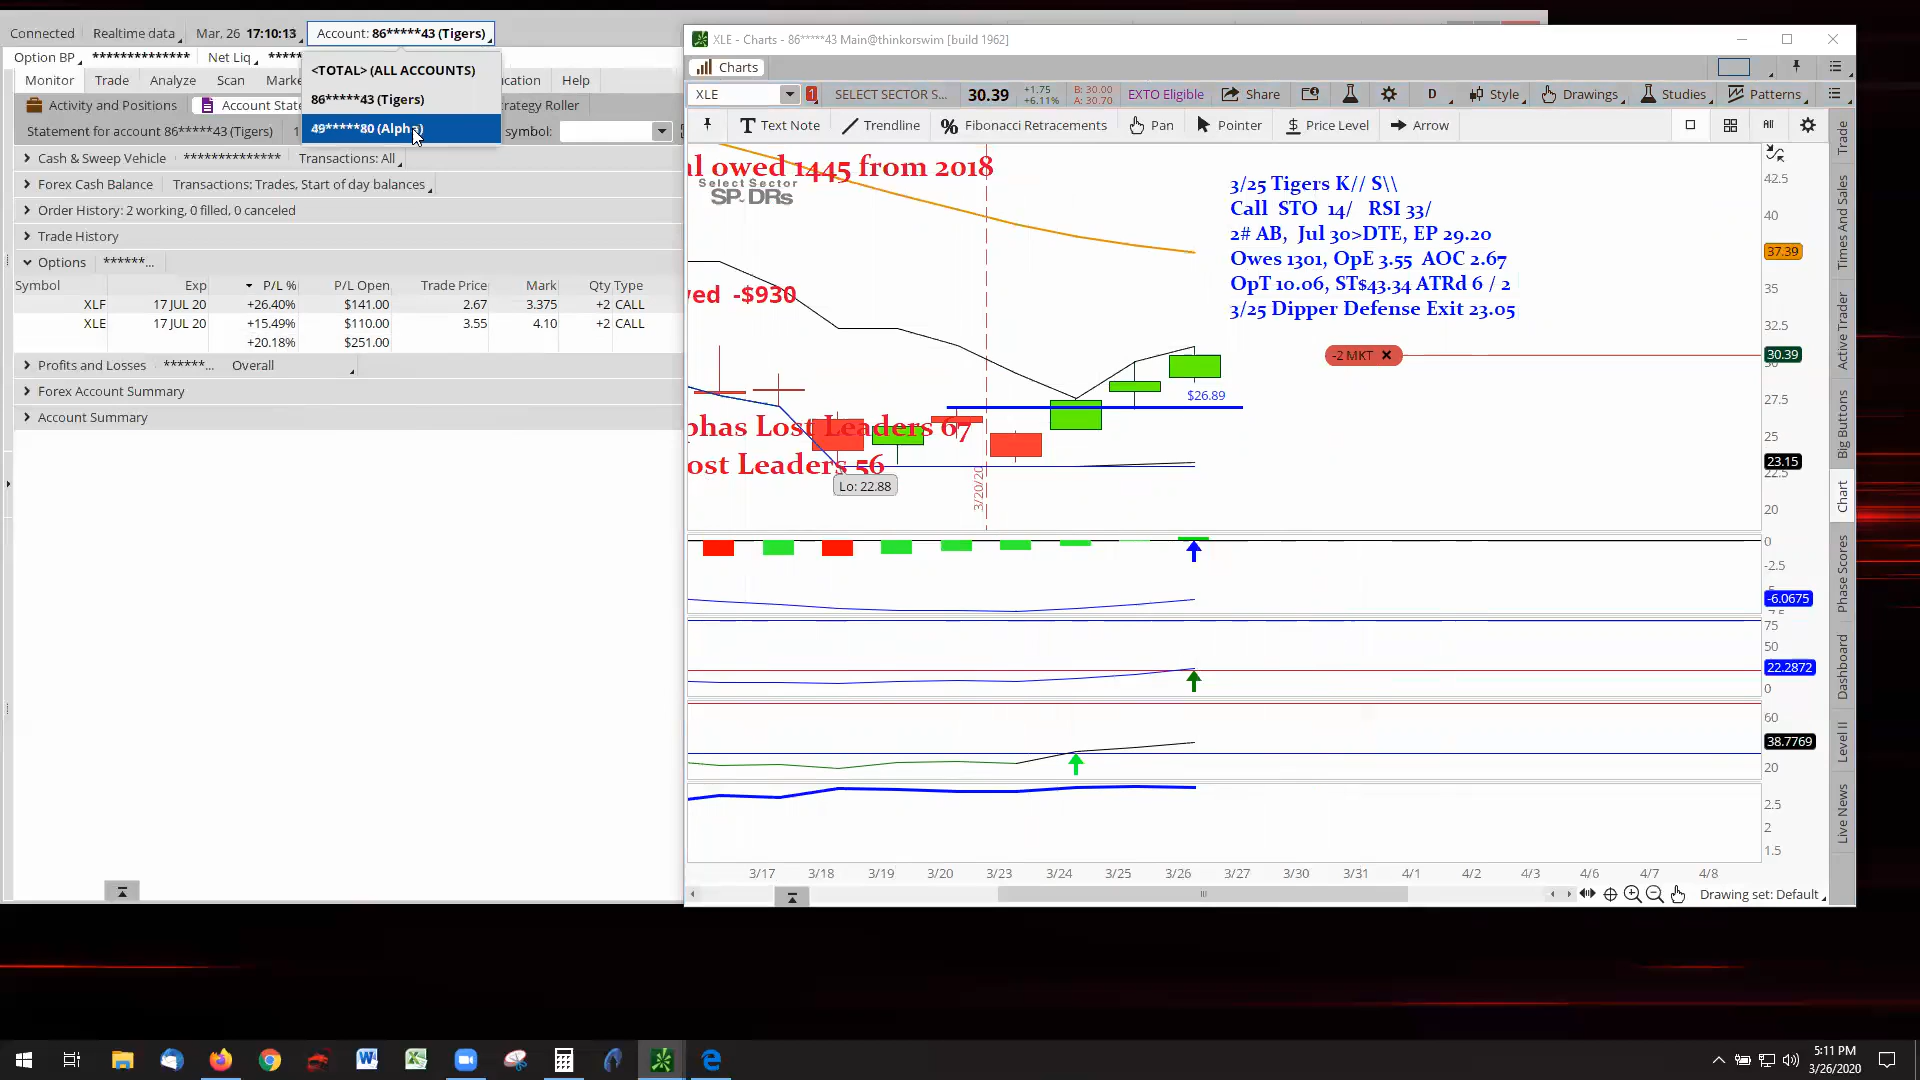 Connected Realtime data Mar, 26 17:10:13 Account: 86*****43 (Tigers)
Option BP ************** Net Liq
<TOTAL> (ALL ACCOUNTS)
86*****43 (Tigers)
49*****80 (Alpha)
Monitor Trade Analyze Scan Help
Activity and Positions Account State trategy Roller
Statement for account 86*****43 (Tigers) symbol:
Cash & Sweep Vehicle ************** Transactions: All
Forex Cash Balance Transactions: Trades, Start of day balances
Order History: 2 working, 0 filled, 0 canceled
Trade History
Options ******...
Symbol Exp P/L % P/L Open Trade Price Mark Qty Type
XLF 17 JUL 20 +26.40% $141.00 2.67 3.375 +2 CALL
XLE 17 JUL 20 +15.49% $110.00 3.55 4.10 +2 CALL
+20.18% $251.00
Profits and Losses ******... Overall
Forex Account Summary
Account Summary
XLE - Charts - 86*****43 Main@thinkorswim [build 1962]
Charts
XLE 1 SELECT SECTOR S... 30.39 +1.75 +6.11% B: 30.00 A: 30.70 EXTO Eligible Share D Style Drawings Studies Patterns
Text Note Trendline Fibonacci Retracements Pan Pointer Price Level Arrow All
al owed 1445 from 2018
Select Sector
SPDRs
3/25 Tigers K// S\\
Call STO 14/ RSI 33/
2# AB, Jul 30>DTE, EP 29.20
Owes 1301, OpE 3.55 AOC 2.67
OpT 10.06, ST$43.34 ATRd 6 / 2
3/25 Dipper Defense Exit 23.05
wed -$930
-2 MKT
$26.89
phas Lost Leaders 67
ost Leaders 56
Lo: 22.88
3/20/20
42.5
40
37.39
35
32.5
30.39
27.5
25
23.15
22.5
20
0
-2.5
-6.0675
75
50
22.2872
0
60
38.7769
20
2.5
2
1.5
3/17 3/18 3/19 3/20 3/23 3/24 3/25 3/26 3/27 3/30 3/31 4/1 4/2 4/3 4/6 4/7 4/8
Drawing set: Default
Trade
Times And Sales
Active Trader
Big Buttons
Chart
Phase Scores
Dashboard
Level II
Live News
5:11 PM
3/26/2020